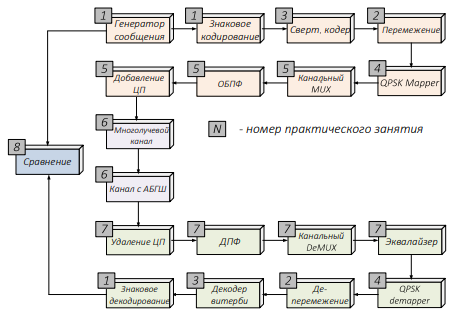 1
Генератор
сообщения
1
Знаковое
кодирование
3
Сверт. кодер
2
Перемежение
5
Добавление
ЦП
5
ОБПФ
5
Канальный
MUX
4
QPSK Mapper
6
Многолучевой
канал
N - номер практического занятия
8
Сравнение
6
Канал с АБГШ
7
Удаление ЦП
7
ДПФ
7
Канальный
DeMUX
7
Эквалайзер
1
Знаковое
декодирование
3
Декодер
витерби
2
Де-
перемежение
4
QPSK
demapper